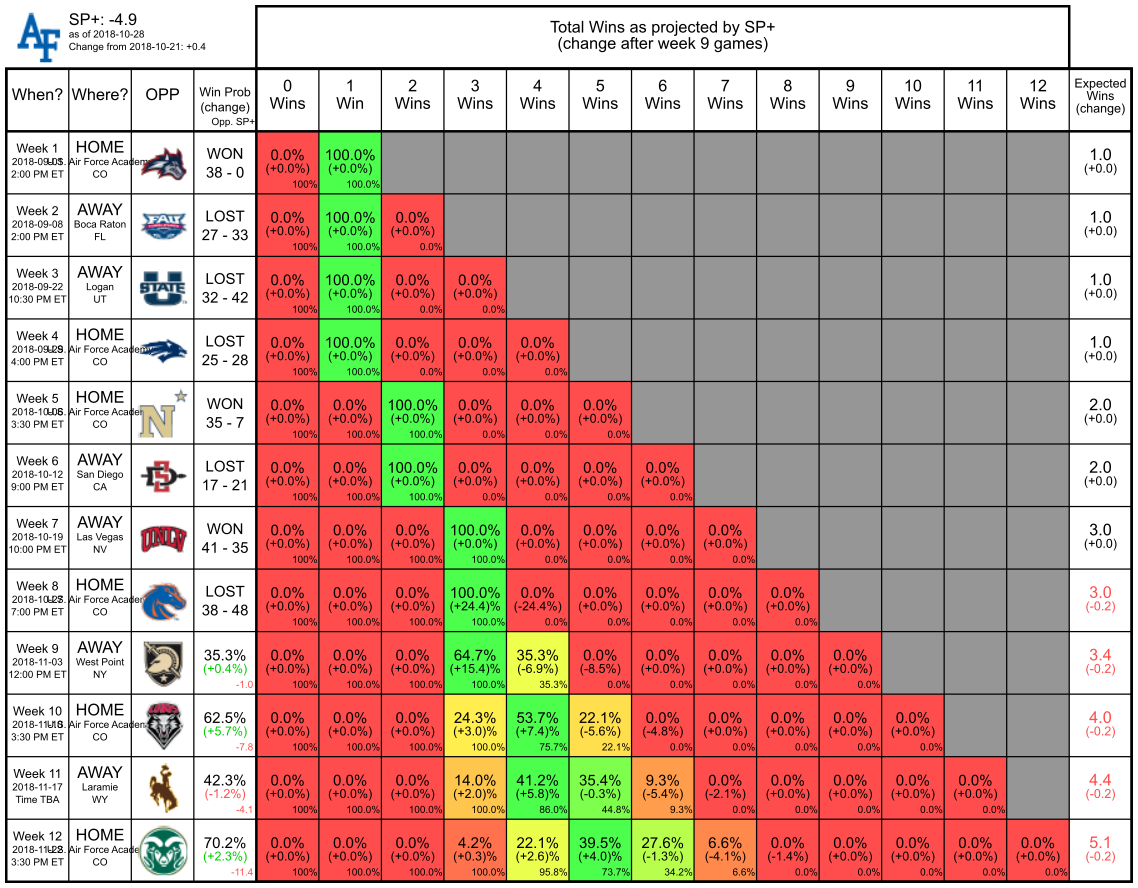 SP+: -4.9
as of 2018-10-28
Change from 2018-10-21: +0.4
Total Wins as projected by SP+
(change after week 9 games)
When? Where? OPP Win Prob (change) Opp. SP+ 0 Wins 1 Win 2 Wins 3 Wins 4 Wins 5 Wins 6 Wins 7 Wins 8 Wins 9 Wins 10 Wins 11 Wins 12 Wins Expected Wins (change)
Week 1 HOME WON 0.0% 100.0% 1.0
U.S. Air Force Academy 38 - 0 (+0.0%) (+0.0%) (+0.0)
2:00 PM ET CO 100% 100.0%
Week 2 AWAY LOST 0.0% 100.0% 0.0% 1.0
2018-09-08 Boca Raton FAU 27 - 33 (+0.0%) (+0.0%) (+0.0%) (+0.0)
2:00 PM ET FL 100% 100.0% 0.0%
Week 3 AWAY LOST 0.0% 100.0% 0.0% 0.0% 1.0
2018-09-22 Logan STATE 32 - 42 (+0.0%) (+0.0%) (+0.0%) (+0.0%) (+0.0)
10:30 PM ET UT 100% 100.0% 0.0% 0.0%
Week 4 HOME LOST 0.0% 100.0% 0.0% 0.0% 0.0% 1.0
U.S. Air Force Academy 25 - 28 (+0.0%) (+0.0%) (+0.0%) (+0.0%) (+0.0%) (+0.0)
4:00 PM ET CO 100% 100.0% 0.0% 0.0% 0.0%
Week 5 HOME N WON 0.0% 0.0% 100.0% 0.0% 0.0% 0.0% 2.0
U.S. Air Force Academy 35 - 7 (+0.0%) (+0.0%) (+0.0%) (+0.0%) (+0.0%) (+0.0%) (+0.0)
3:30 PM ET CO 100% 100.0% 100.0% 0.0% 0.0% 0.0%
Week 6 AWAY SD LOST 0.0% 0.0% 100.0% 0.0% 0.0% 0.0% 0.0% 2.0
2018-10-12 San Diego 17 - 21 (+0.0%) (+0.0%) (+0.0%) (+0.0%) (+0.0%) (+0.0%) (+0.0%) (+0.0)
9:00 PM ET CA 100% 100.0% 100.0% 0.0% 0.0% 0.0% 0.0%
Week 7 AWAY WON 0.0% 0.0% 0.0% 100.0% 0.0% 0.0% 0.0% 0.0% 3.0
2018-10-19 Las Vegas UNLV 41 - 35 (+0.0%) (+0.0%) (+0.0%) (+0.0%) (+0.0%) (+0.0%) (+0.0%) (+0.0%) (+0.0)
10:00 PM ET NV 100% 100.0% 100.0% 100.0% 0.0% 0.0% 0.0% 0.0%
Week 8 HOME LOST 0.0% 0.0% 0.0% 100.0% 0.0% 0.0% 0.0% 0.0% 0.0% 3.0
U.S. Air Force Academy 38 - 48 (+0.0%) (+0.0%) (+0.0%) (+24.4)% (-24.4%) (+0.0%) (+0.0%) (+0.0%) (+0.0%) (-0.2)
7:00 PM ET CO 100% 100.0% 100.0% 100.0% 0.0% 0.0% 0.0% 0.0% 0.0%
Week 9 AWAY 35.3% 0.0% 0.0% 0.0% 64.7% 35.3% 0.0% 0.0% 0.0% 0.0% 0.0% 3.4
2018-11-03 West Point (+0.4%) (+0.0%) (+0.0%) (+0.0%) (+15.4%) (-6.9%) (-8.5%) (+0.0%) (+0.0%) (+0.0%) (+0.0%) (-0.2)
12:00 PM ET NY -1.0 100% 100.0% 100.0% 100.0% 35.3% 0.0% 0.0% 0.0% 0.0% 0.0%
Week 10 HOME 62.5% 0.0% 0.0% 0.0% 24.3% 53.7% 22.1% 0.0% 0.0% 0.0% 0.0% 0.0% 4.0
U.S. Air Force Academy (+5.7%) (+0.0%) (+0.0%) (+0.0%) (+3.0%) (+7.4%) (-5.6%) (-4.8%) (+0.0%) (+0.0%) (+0.0%) (+0.0%) (-0.2)
3:30 PM ET CO -7.8 100% 100.0% 100.0% 100.0% 75.7% 22.1% 0.0% 0.0% 0.0% 0.0% 0.0%
Week 11 AWAY 42.3% 0.0% 0.0% 0.0% 14.0% 41.2% 35.4% 9.3% 0.0% 0.0% 0.0% 0.0% 0.0% 4.4
2018-11-17 Laramie (-1.2%) (+0.0%) (+0.0%) (+0.0%) (+2.0%) (+5.8%) (-0.3%) (-5.4%) (-2.1%) (+0.0%) (+0.0%) (+0.0%) (+0.0%) (-0.2)
Time TBA WY -4.1 100% 100.0% 100.0% 100.0% 86.0% 44.8% 9.3% 0.0% 0.0% 0.0% 0.0% 0.0%
Week 12 HOME 70.2% 0.0% 0.0% 0.0% 4.2% 22.1% 39.5% 27.6% 6.6% 0.0% 0.0% 0.0% 0.0% 0.0% 5.1
U.S. Air Force Academy (+2.3%) (+0.0%) (+0.0%) (+0.0%) (+0.3%) (+2.6%) (+4.0%) (-1.3%) (-4.1%) (-1.4%) (+0.0%) (+0.0%) (+0.0%) (+0.0%) (-0.2)
3:30 PM ET CO -11.4 100% 100.0% 100.0% 100.0% 95.8% 73.7% 34.2% 6.6% 0.0% 0.0% 0.0% 0.0% 0.0%